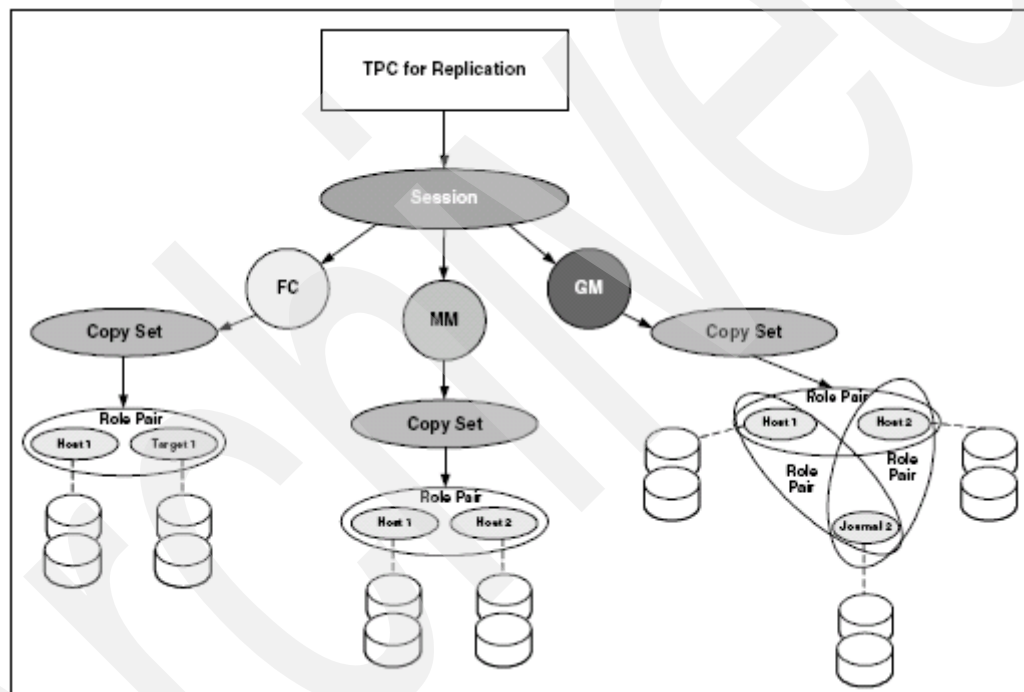 TPC for Replication
Session
FC
MM
GM
Copy Set
Copy Set
Copy Set
Role Pair
Host 1
Target 1
Role Pair
Host 1
Host 2
Role Pair
Host 1
Host 2
Role
Pair
Role
Pair
Journal 2